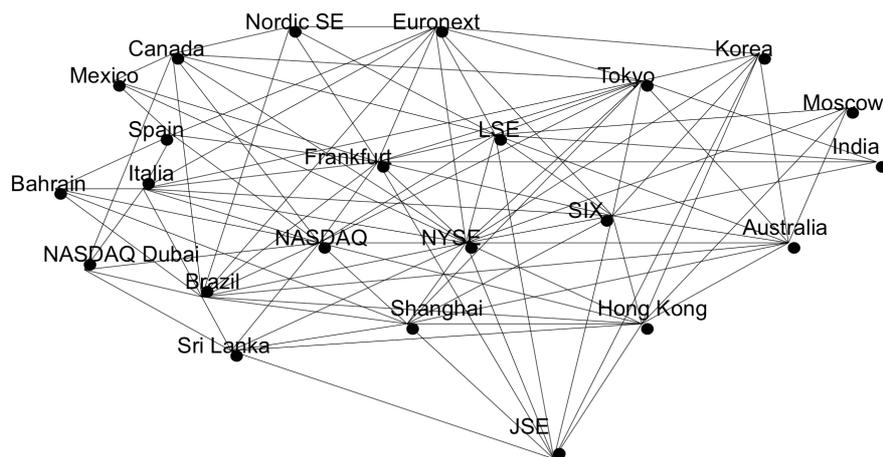 Nordic SE
Euronext
Canada
Korea
Mexico
Tokyo
Moscow
Spain
LSE
Frankfurt
India
Bahrain
Italia
SIX
NASDAQ
NYSE
Australia
NASDAQ Dubai
Brazil
Shanghai
Hong Kong
Sri Lanka
JSE